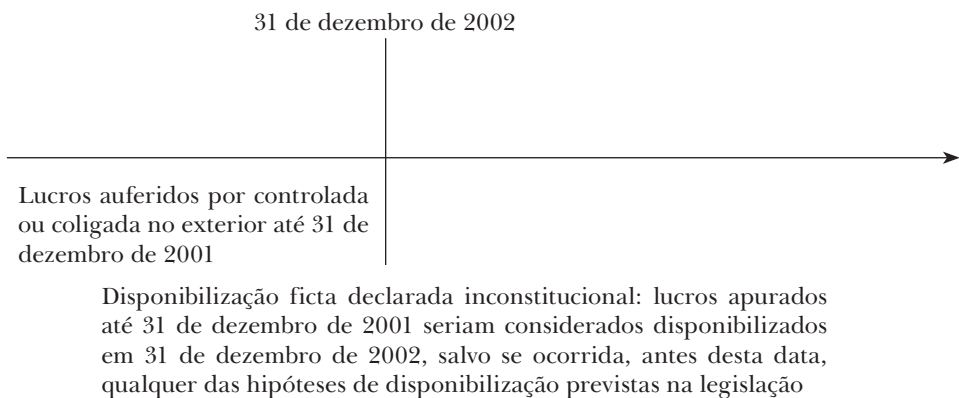 31 de dezembro de 2002
Lucros auferidos por controlada
ou coligada no exterior até 31 de
dezembro de 2001
Disponibilização ficta declarada inconstitucional: lucros apurados
até 31 de dezembro de 2001 seriam considerados disponibilizados
em 31 de dezembro de 2002, salvo se ocorrida, antes desta data,
qualquer das hipóteses de disponibilização previstas na legislação